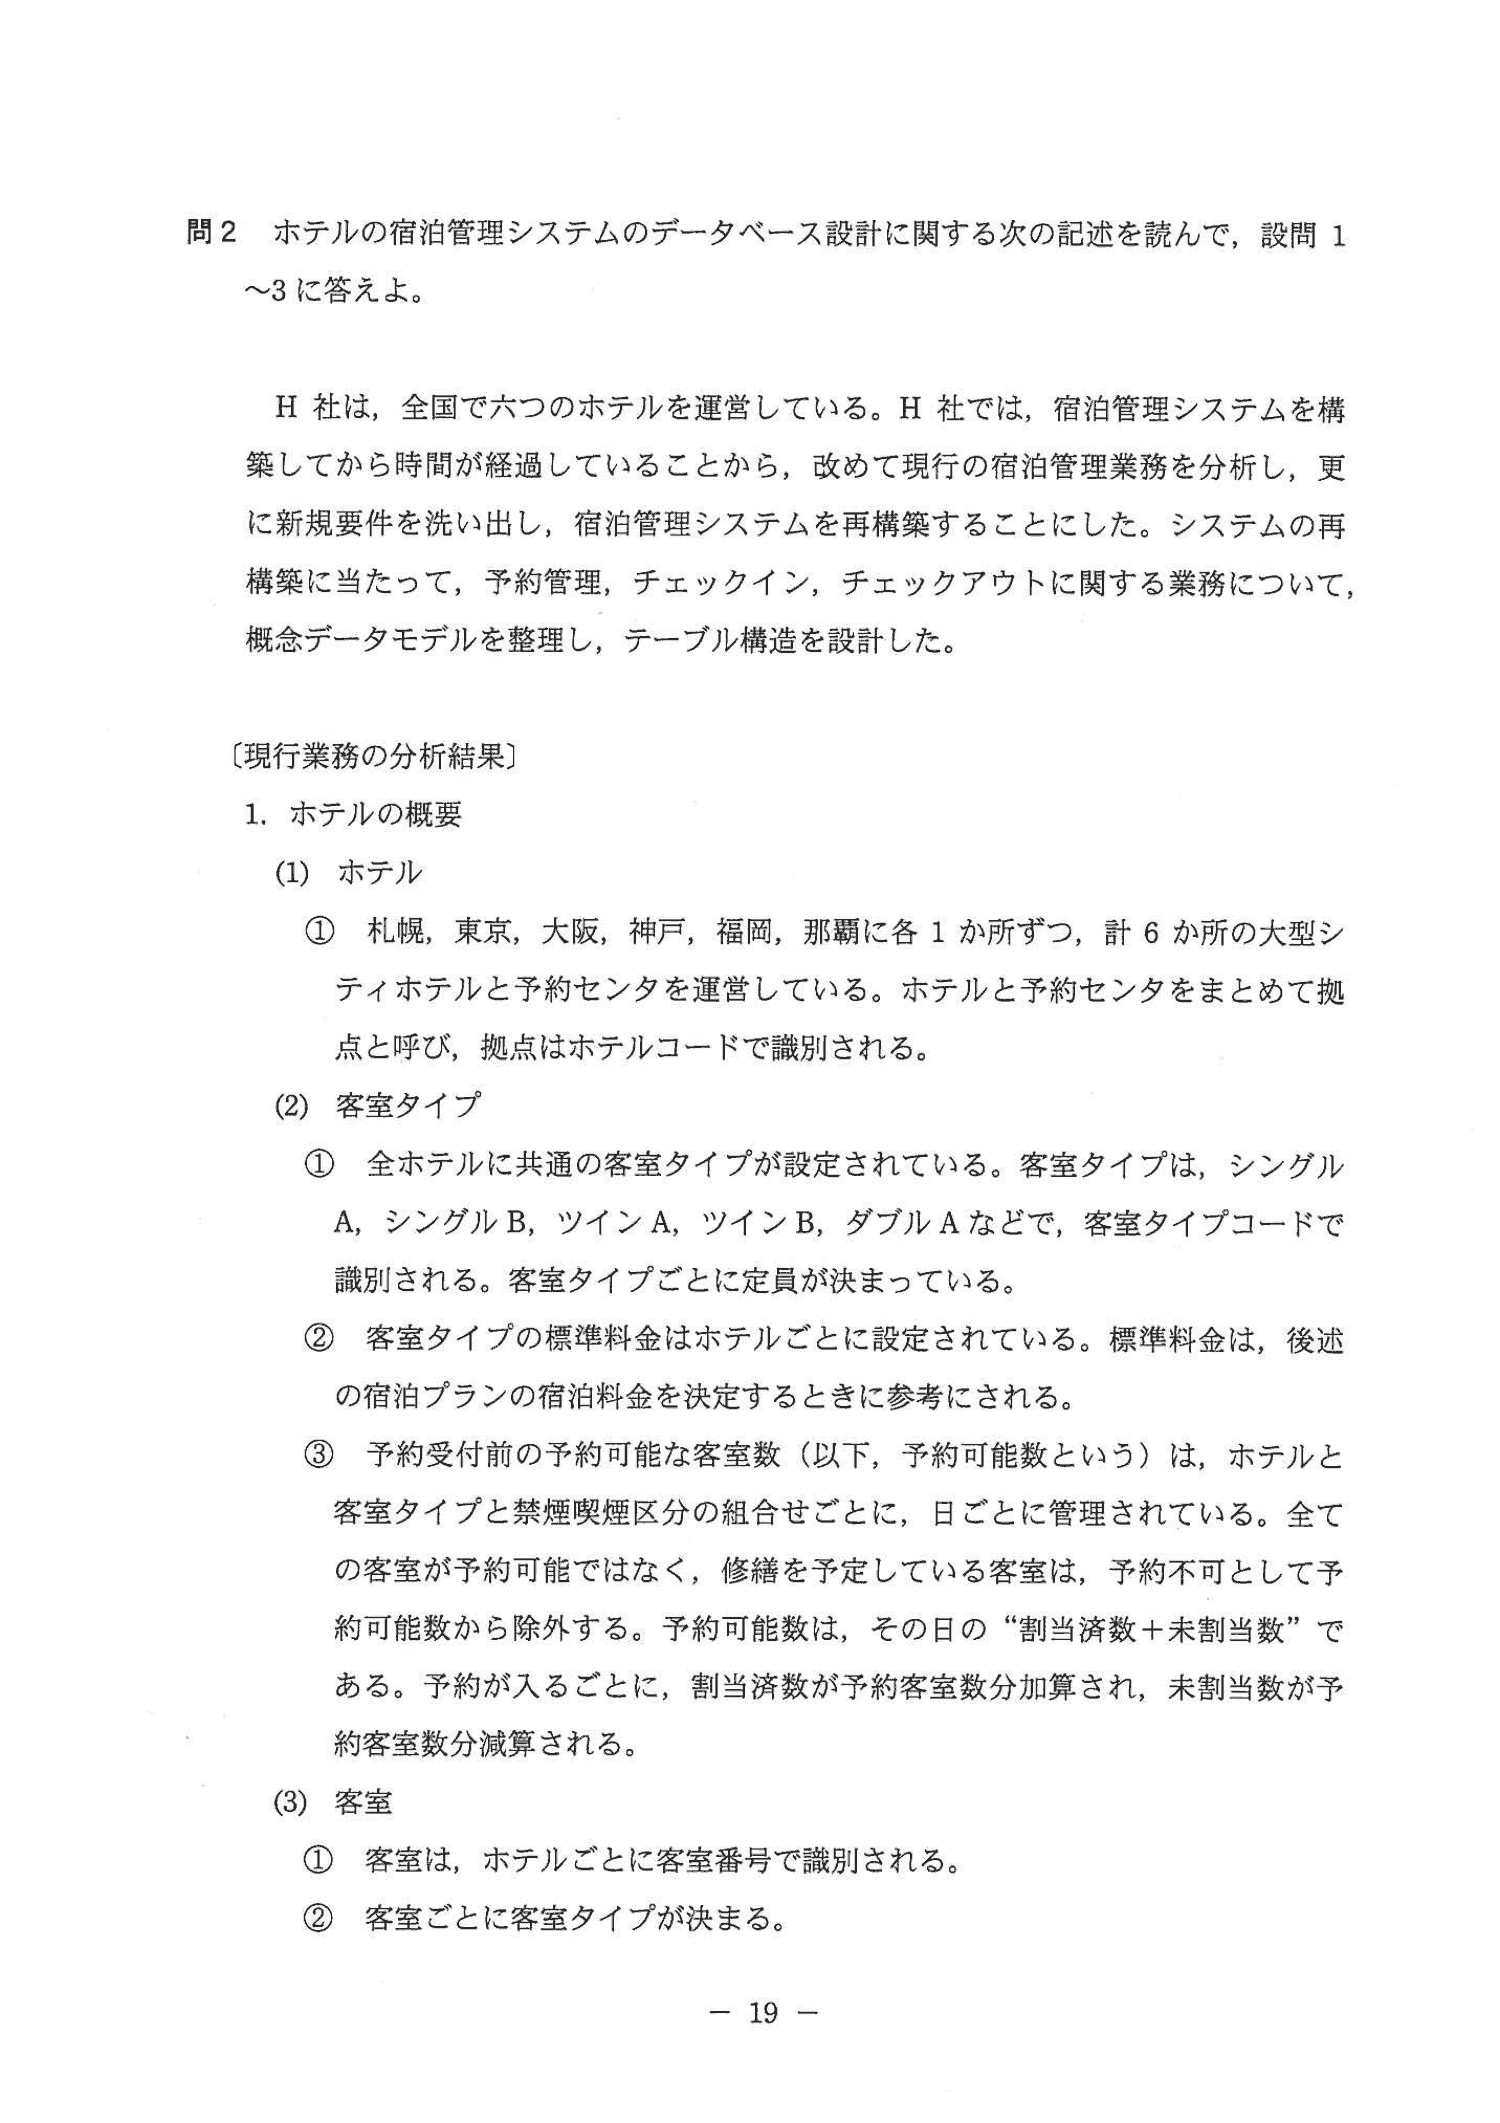 問2 ホテルの宿泊管理システムのデータベース設計に関する次の記述を読んで，設問 1
～3 に答えよ。
H 社は，全国で六つのホテルを運営している。H 社では，宿泊管理システムを構
築してから時間が経過していることから，改めて現行の宿泊管理業務を分析し，更
に新規要件を洗い出し，宿泊管理システムを再構築することにした。システムの再
構築に当たって，予約管理，チェックイン，チェックアウトに関する業務について，
概念データモデルを整理し，テーブル構造を設計した。
〔現行業務の分析結果〕
1. ホテルの概要
(1) ホテル
① 札幌，東京，大阪，神戸，福岡，那覇に各 1 か所ずつ，計 6 か所の大型シ
ティホテルと予約センタを運営している。ホテルと予約センタをまとめて拠
点と呼び，拠点はホテルコードで識別される。
(2) 客室タイプ
① 全ホテルに共通の客室タイプが設定されている。客室タイプは，シングル
A，シングル B，ツイン A，ツイン B，ダブル A などで，客室タイプコードで
識別される。客室タイプごとに定員が決まっている。
② 客室タイプの標準料金はホテルごとに設定されている。標準料金は，後述
の宿泊プランの宿泊料金を決定するときに参考にされる。
③ 予約受付前の予約可能な客室数（以下，予約可能数という）は，ホテルと
客室タイプと禁煙喫煙区分の組合せごとに，日ごとに管理されている。全て
の客室が予約可能ではなく，修繕を予定している客室は，予約不可として予
約可能数から除外する。予約可能数は，その日の“割当済数＋未割当数”で
ある。予約が入るごとに，割当済数が予約客室数分加算され，未割当数が予
約客室数分減算される。
(3) 客室
① 客室は，ホテルごとに客室番号で識別される。
② 客室ごとに客室タイプが決まる。
－ 19 －